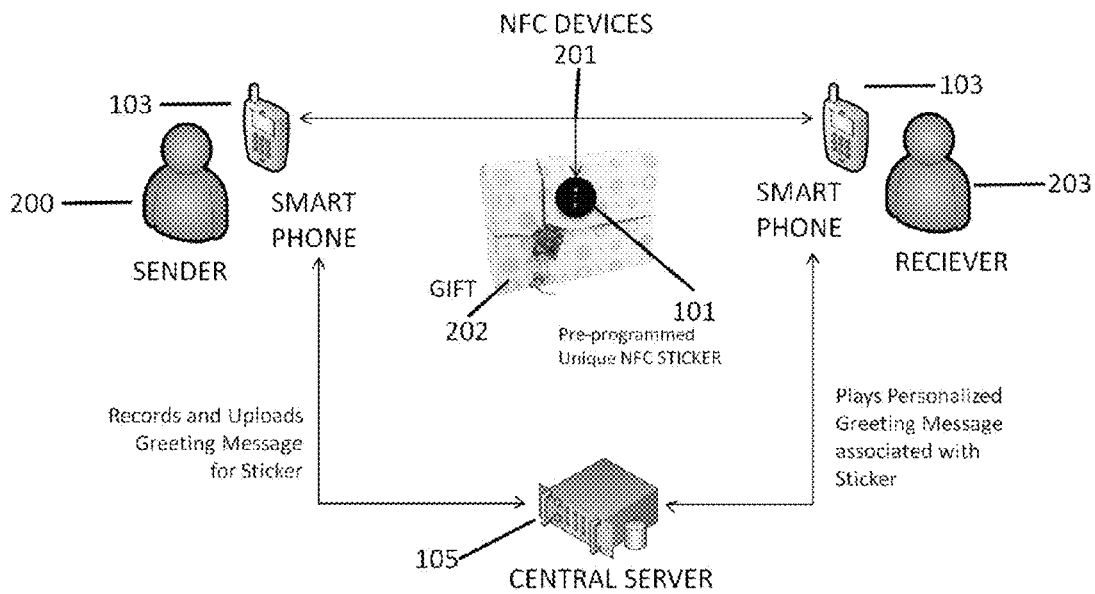 NFC DEVICES
201
103
103
200
SMART
PHONE
SENDER
SMART
PHONE
203
RECIEVER
GIFT
202
101
Pre-programmed
Unique NFC STICKER
Records and Uploads
Greeting Message
for Sticker
Plays Personalized
Greeting Message
associated with
Sticker
105
CENTRAL SERVER